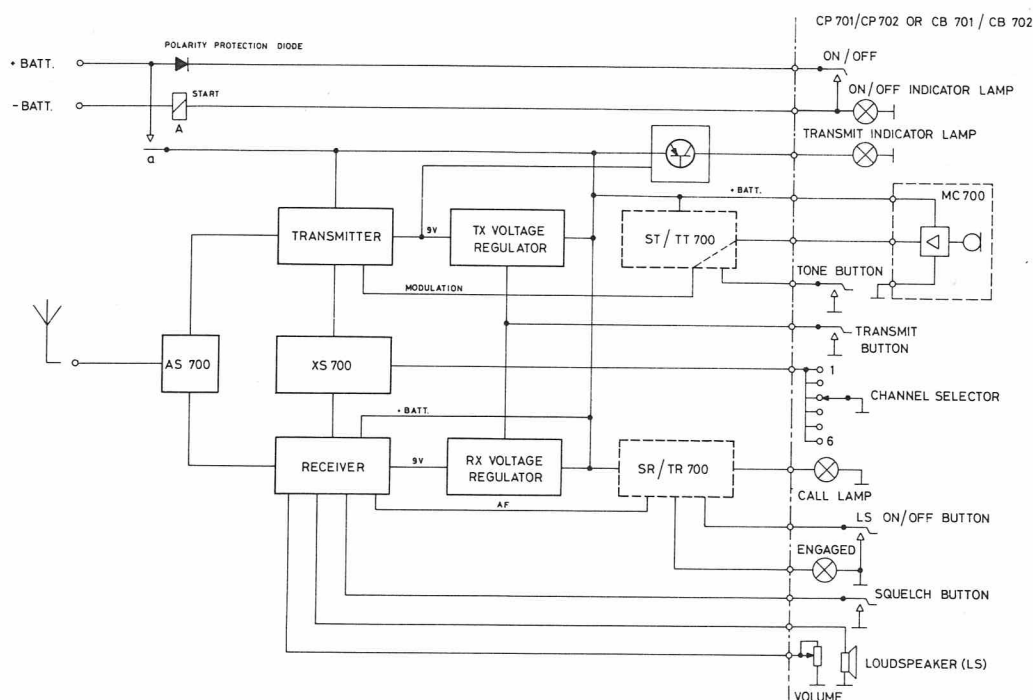 CP 701/CP 702 OR CB 701 / CB 702
POLARITY PROTECTION DIODE
ON/OFF
+ BATT.
START
ON/OFF INDICATOR LAMP
- BATT.
A
TRANSMIT INDICATOR LAMP
a
+ BATT.
MC 700
TRANSMITTER
9V
TX VOLTAGE
REGULATOR
ST/TT 700
MODULATION
TONE BUTTON
TRANSMIT
BUTTON
AS 700
XS 700
1
CHANNEL SELECTOR
+ BATT.
6
RECEIVER
9V
RX VOLTAGE
REGULATOR
SR/TR 700
CALL LAMP
AF
LS ON/OFF BUTTON
ENGAGED
SQUELCH BUTTON
LOUDSPEAKER (LS)
VOLUME